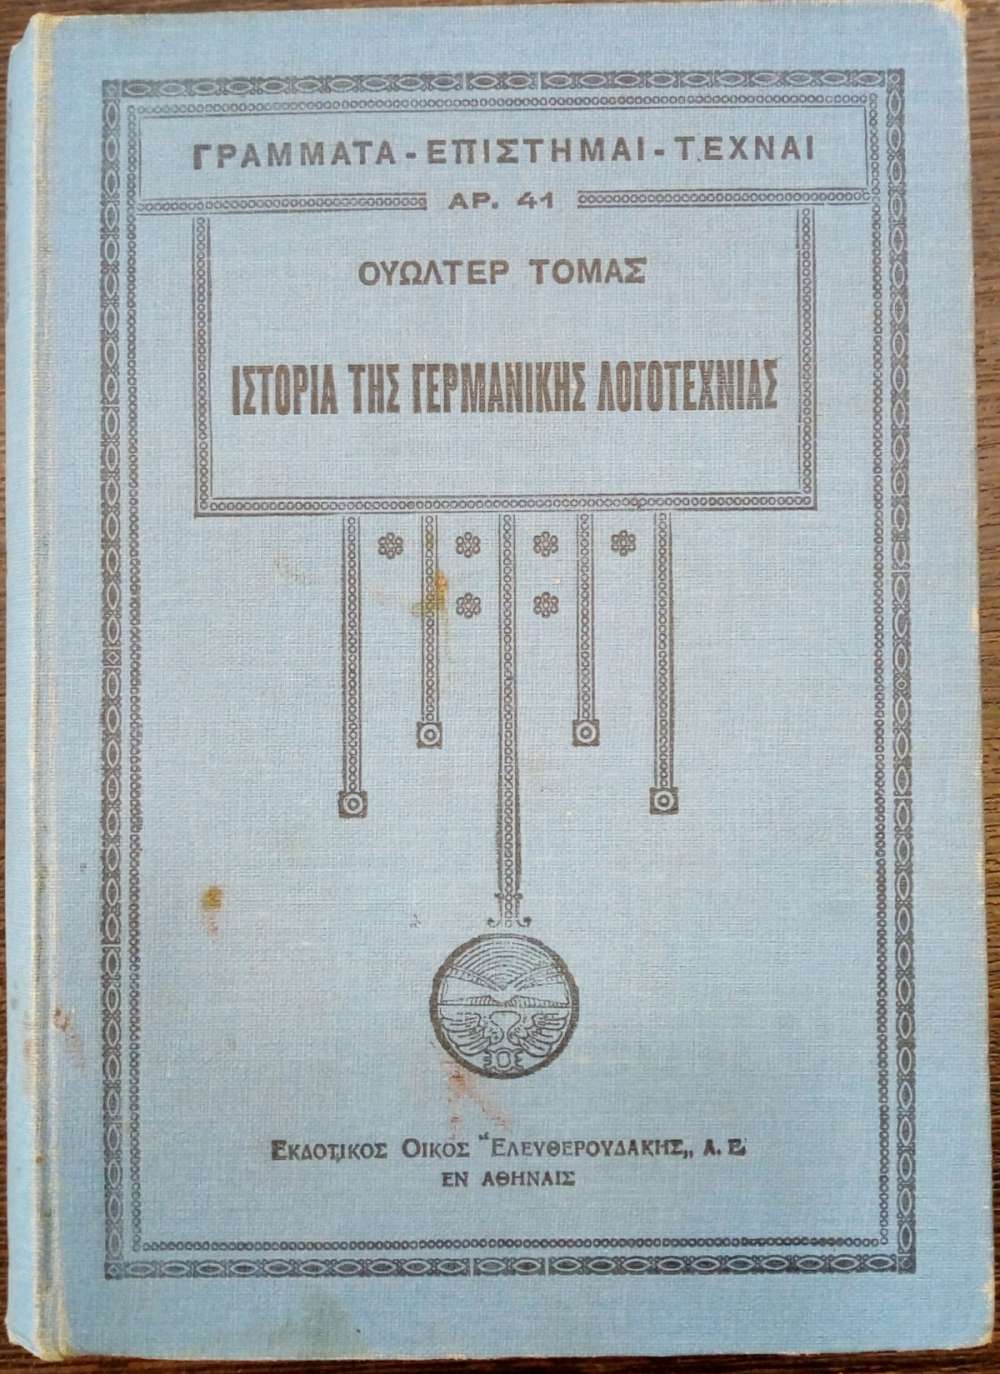 ΓΡΑΜΜΑΤΑ - ΕΠΙΣΤΗΜΑΙ - ΤΕΧΝΑΙ
ΑΡ. 41
ΟΥΩΛΤΕΡ ΤΟΜΑΣ
ΙΣΤΟΡΙΑ ΤΗΣ ΓΕΡΜΑΝΙΚΗΣ ΛΟΓΟΤΕΧΝΙΑΣ
ΕΚΔΟΤΙΚΟΣ ΟΙΚΟΣ "ΕΛΕΥΘΕΡΟΥΔΑΚΗΣ„ Α. Ε.
ΕΝ ΑΘΗΝΑΙΣ